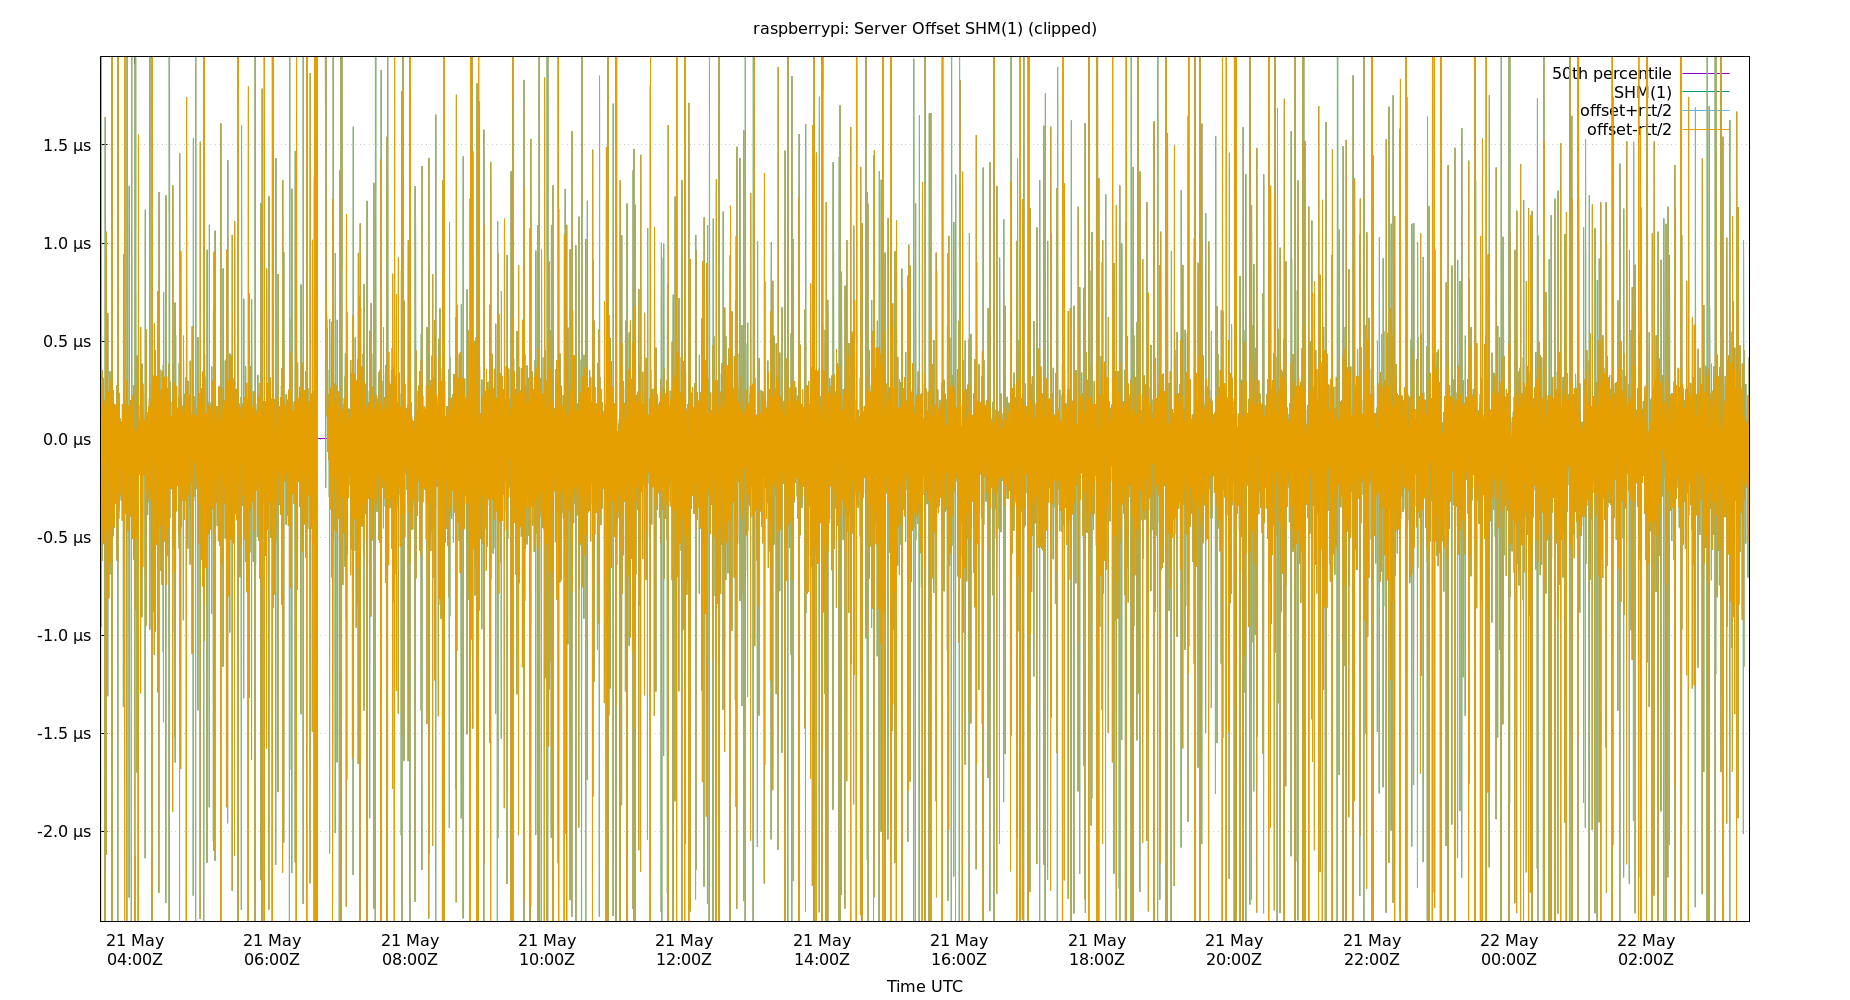 raspberrypi: Server Offset SHM(1) (clipped)
50th percentile
SHM(1)
offset+rtt/2
offset-rtt/2
1.5 µs
1.0 µs
0.5 µs
0.0 µs
-0.5 µs
-1.0 µs
-1.5 µs
-2.0 µs
21 May 21 May 21 May 21 May 21 May 21 May 21 May 21 May 21 May 21 May 22 May 22 May
04:00Z 06:00Z 08:00Z 10:00Z 12:00Z 14:00Z 16:00Z 18:00Z 20:00Z 22:00Z 00:00Z 02:00Z
Time UTC